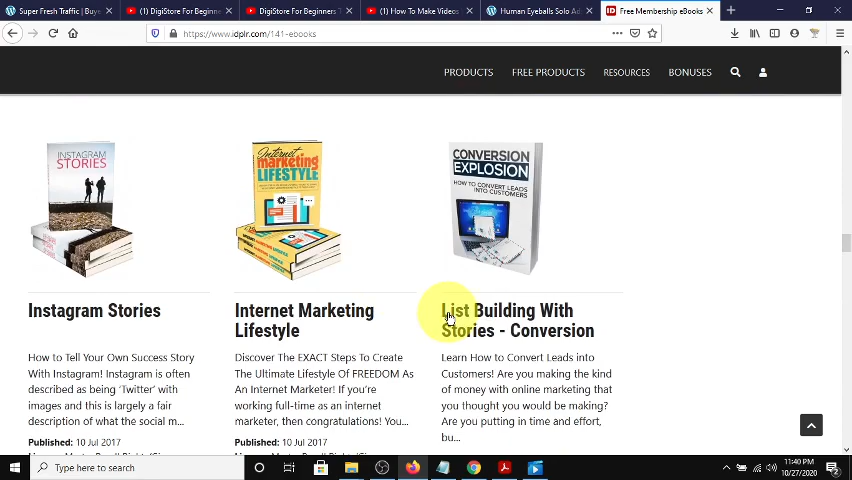 Super Fresh Traffic | Buye
(1) DigiStore For Beginne
DigiStore For Beginners T
(1) How To Make Videos
Human Eyeballs Solo Ad
Free Membership eBooks
https://www.idplr.com/141-ebooks
PRODUCTS
FREE PRODUCTS
RESOURCES
BONUSES
INSTAGRAM
STORIES
Internet
marketing
LIFESTYLE
CONVERSION
EXPLOSION
HOW TO CONVERT LEADS
INTO CUSTOMERS
Instagram Stories
How to Tell Your Own Success Story
With Instagram! Instagram is often
described as being 'Twitter' with
images and this is largely a fair
description of what the social m...
Published: 10 Jul 2017
Internet Marketing
Lifestyle
Discover The EXACT Steps To Create
The Ultimate Lifestyle Of FREEDOM As
An Internet Marketer! If you're
working full-time as an internet
marketer, then congratulations! You...
Published: 10 Jul 2017
List Building With
Stories - Conversion
Learn How to Convert Leads into
Customers! Are you making the kind
of money with online marketing that
you thought you would be making?
Are you putting in time and effort,
bu...
Type here to search
11:40 PM
10/27/2020
2